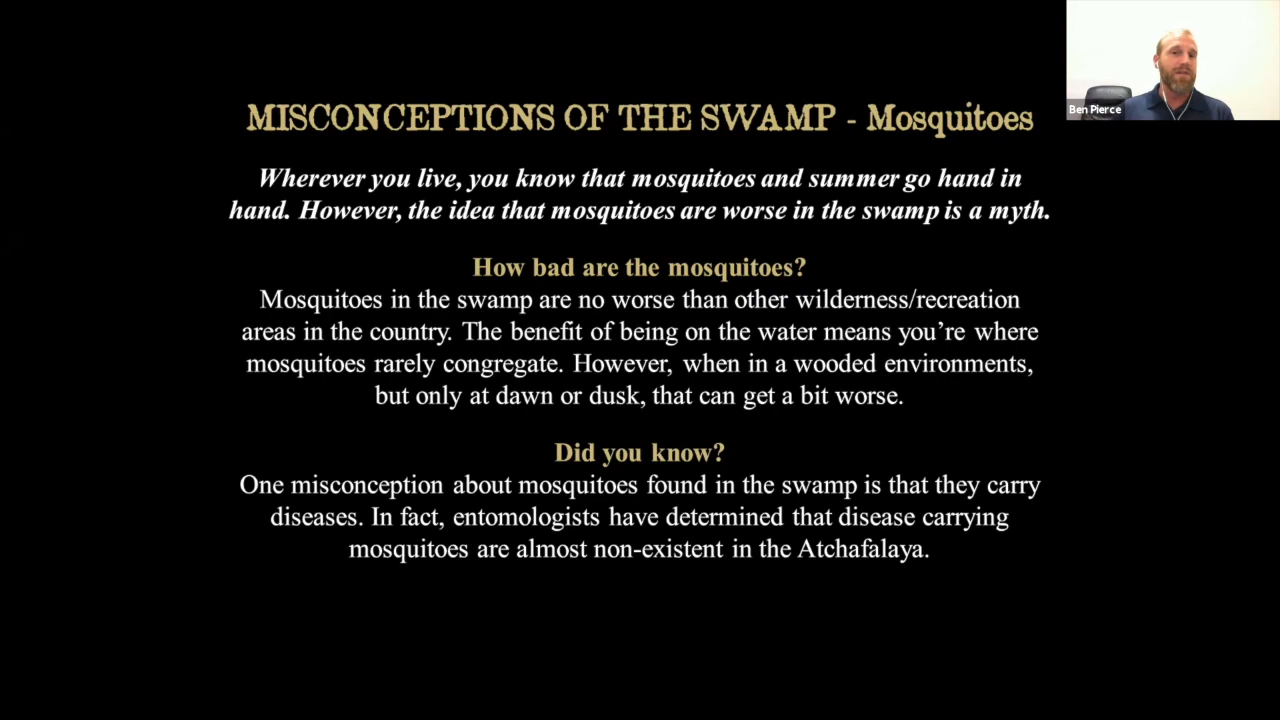 MISCONCEPTIONS OF THE SWAMP - Mosquitoes
Ben Pierce
Wherever you live, you know that mosquitoes and summer go hand in
hand. However, the idea that mosquitoes are worse in the swamp is a myth.
How bad are the mosquitoes?
Mosquitoes in the swamp are no worse than other wilderness/recreation
areas in the country. The benefit of being on the water means you’re where
mosquitoes rarely congregate. However, when in a wooded environments,
but only at dawn or dusk, that can get a bit worse.
Did you know?
One misconception about mosquitoes found in the swamp is that they carry
diseases. In fact, entomologists have determined that disease carrying
mosquitoes are almost non-existent in the Atchafalaya.